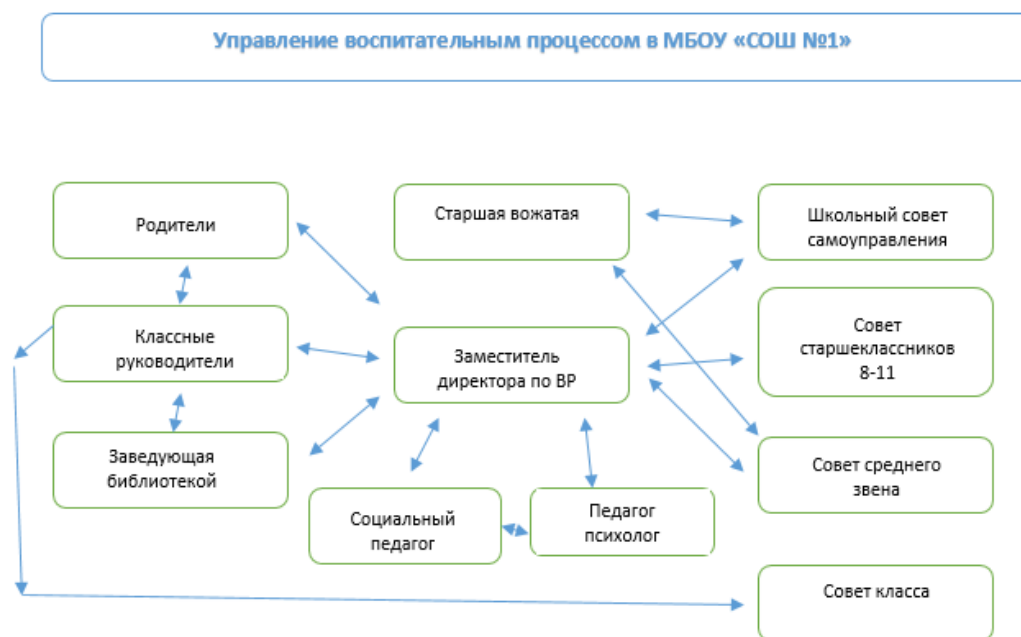 Управление воспитательным процессом в МБОУ «СОШ №1»
Родители
Старшая вожатая
Школьный совет
самоуправления
Классные
руководители
Заместитель
директора по ВР
Совет
старшеклассников
8-11
Заведующая
библиотекой
Совет среднего
звена
Социальный
педагог
Педагог
психолог
Совет класса